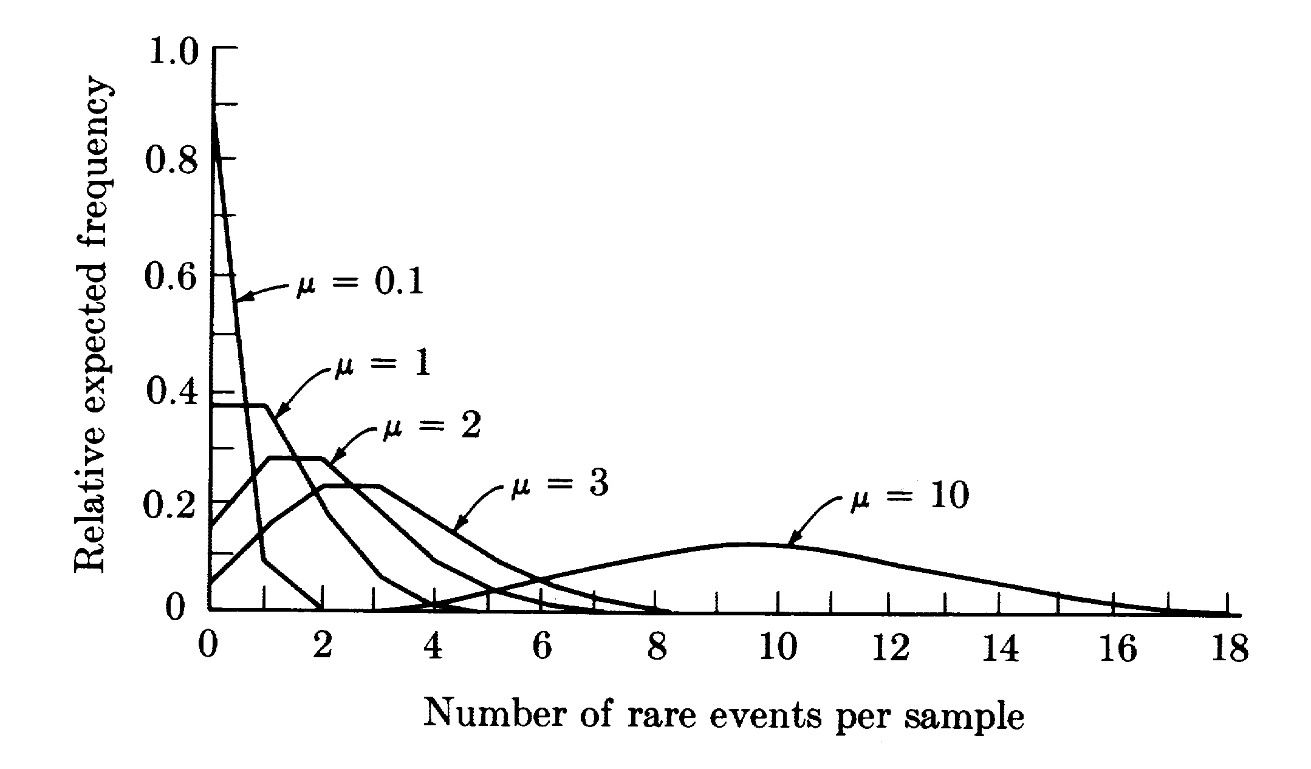 1.0
0.8
0.6
0.4
0.2
0
Relative expected frequency
μ = 0.1
μ = 1
μ = 2
μ = 3
μ = 10
0 2 4 6 8 10 12 14 16 18
Number of rare events per sample